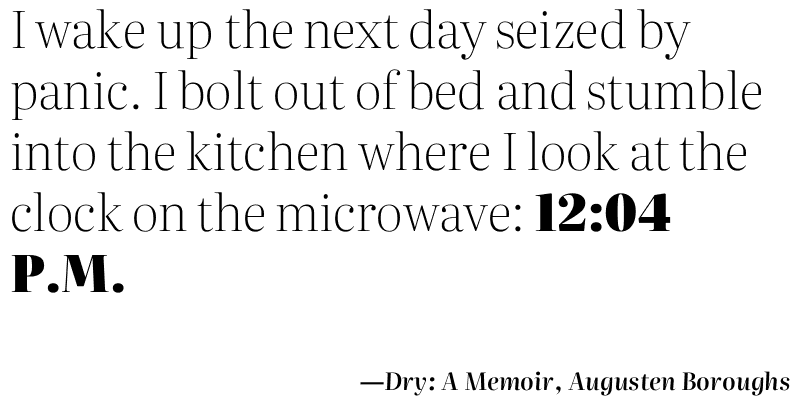 I wake up the next day seized by
panic. I bolt out of bed and stumble
into the kitchen where I look at the
clock on the microwave: 12:04
P.M.
—Dry: A Memoir, Augusten Boroughs